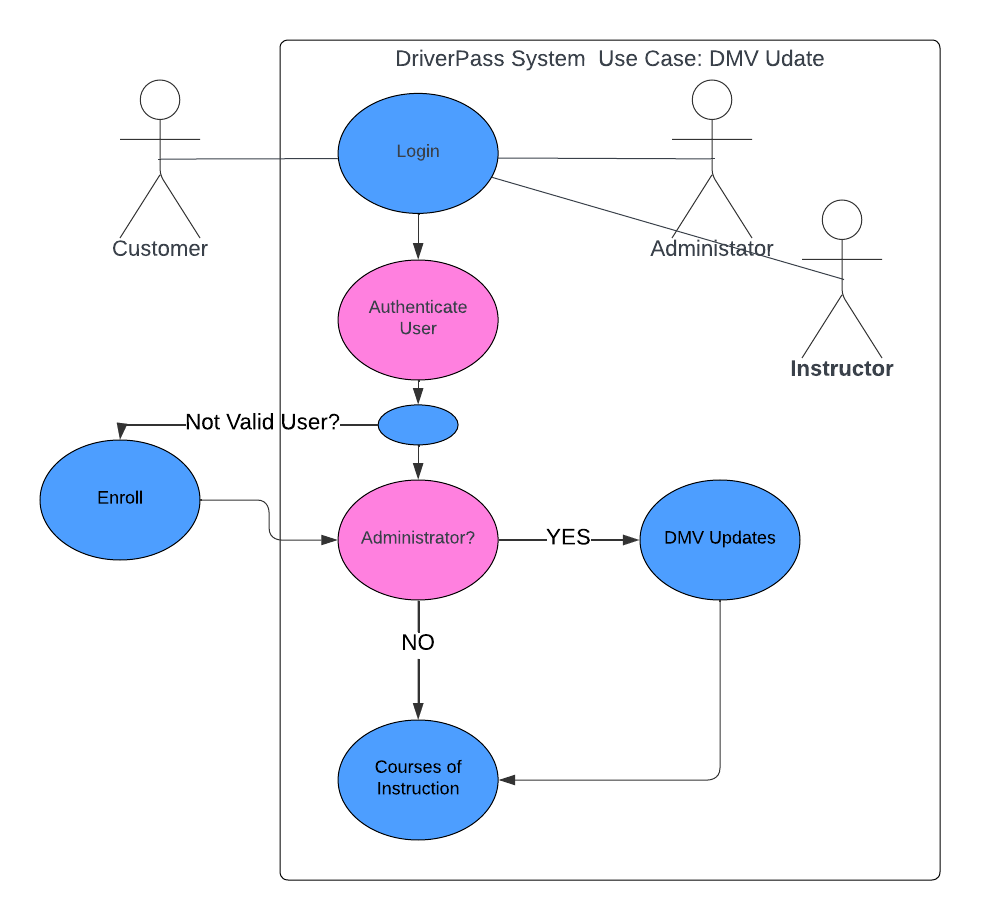 DriverPass System  Use Case: DMV Udate
Login
Customer
Administator
Authenticate
User
Instructor
Not Valid User?
Enroll
Administrator?
YES
DMV Updates
NO
Courses of
Instruction